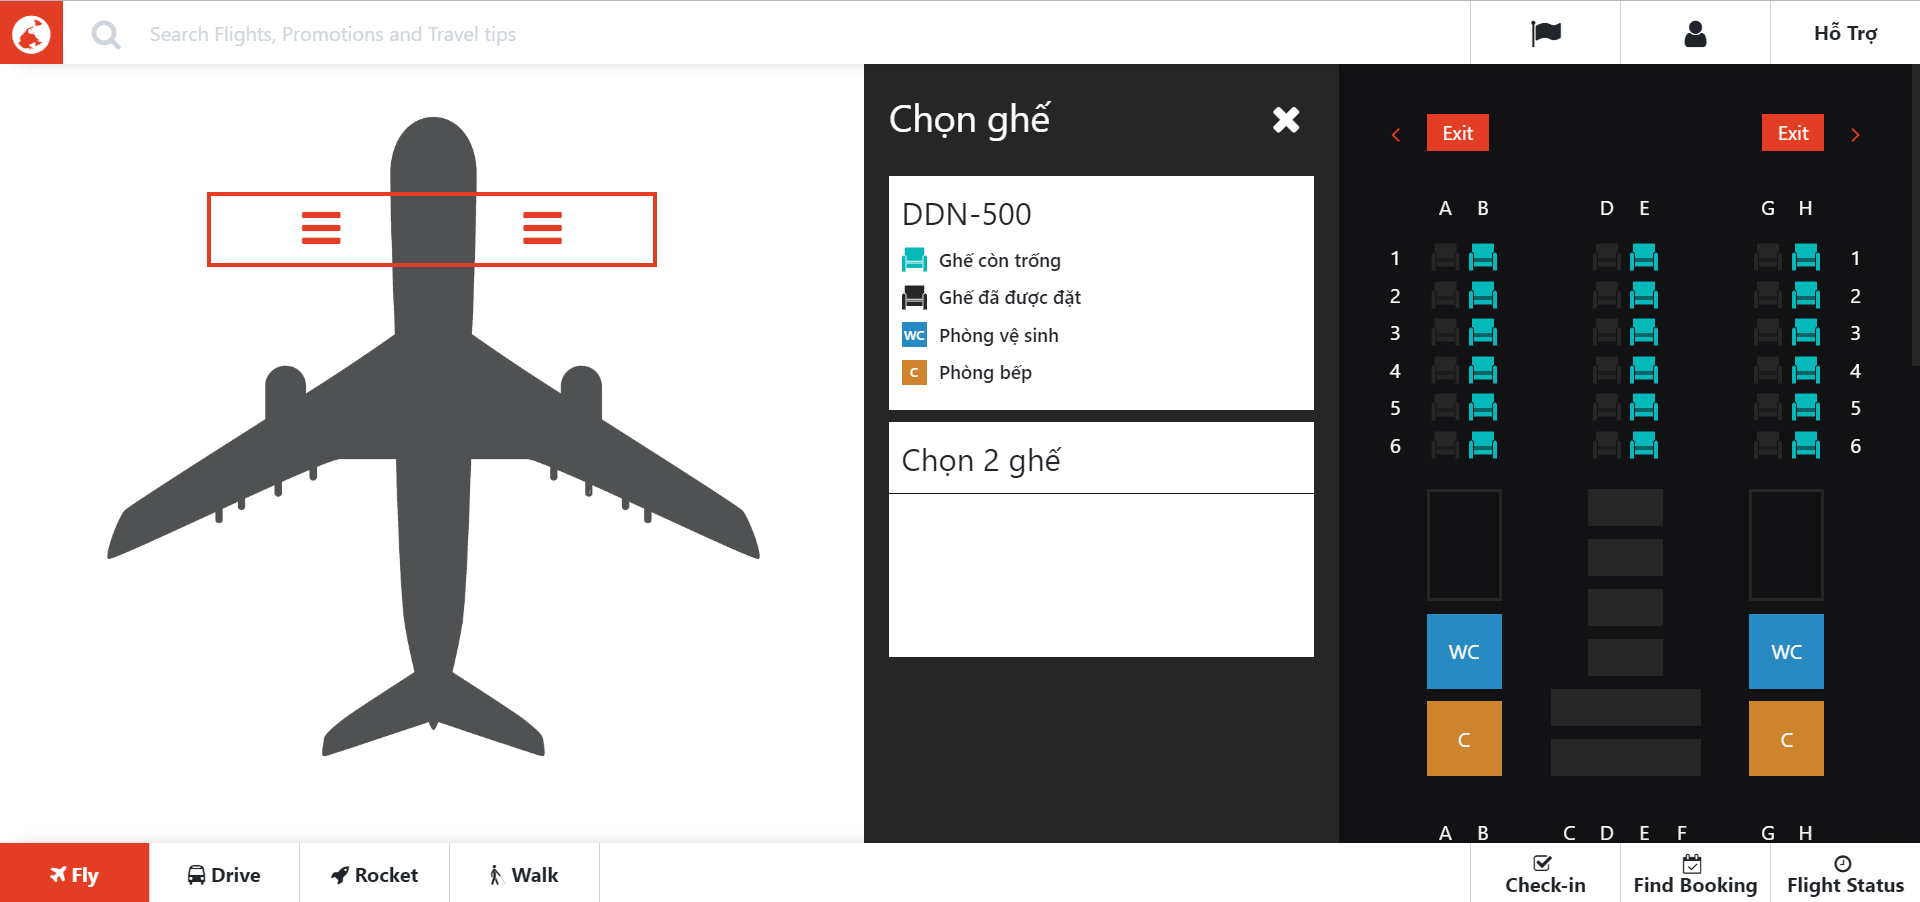 Search Flights, Promotions and Travel tips
Hỗ Trợ
Chọn ghế
DDN-500
Ghế còn trống
Ghế đã được đặt
WC Phòng vệ sinh
C Phòng bếp
Chọn 2 ghế
Exit Exit
A B D E G H
1 1
2 2
3 3
4 4
5 5
6 6
WC WC
C C
A B C D E F G H
Fly
Drive
Rocket
Walk
Check-in
Find Booking
Flight Status